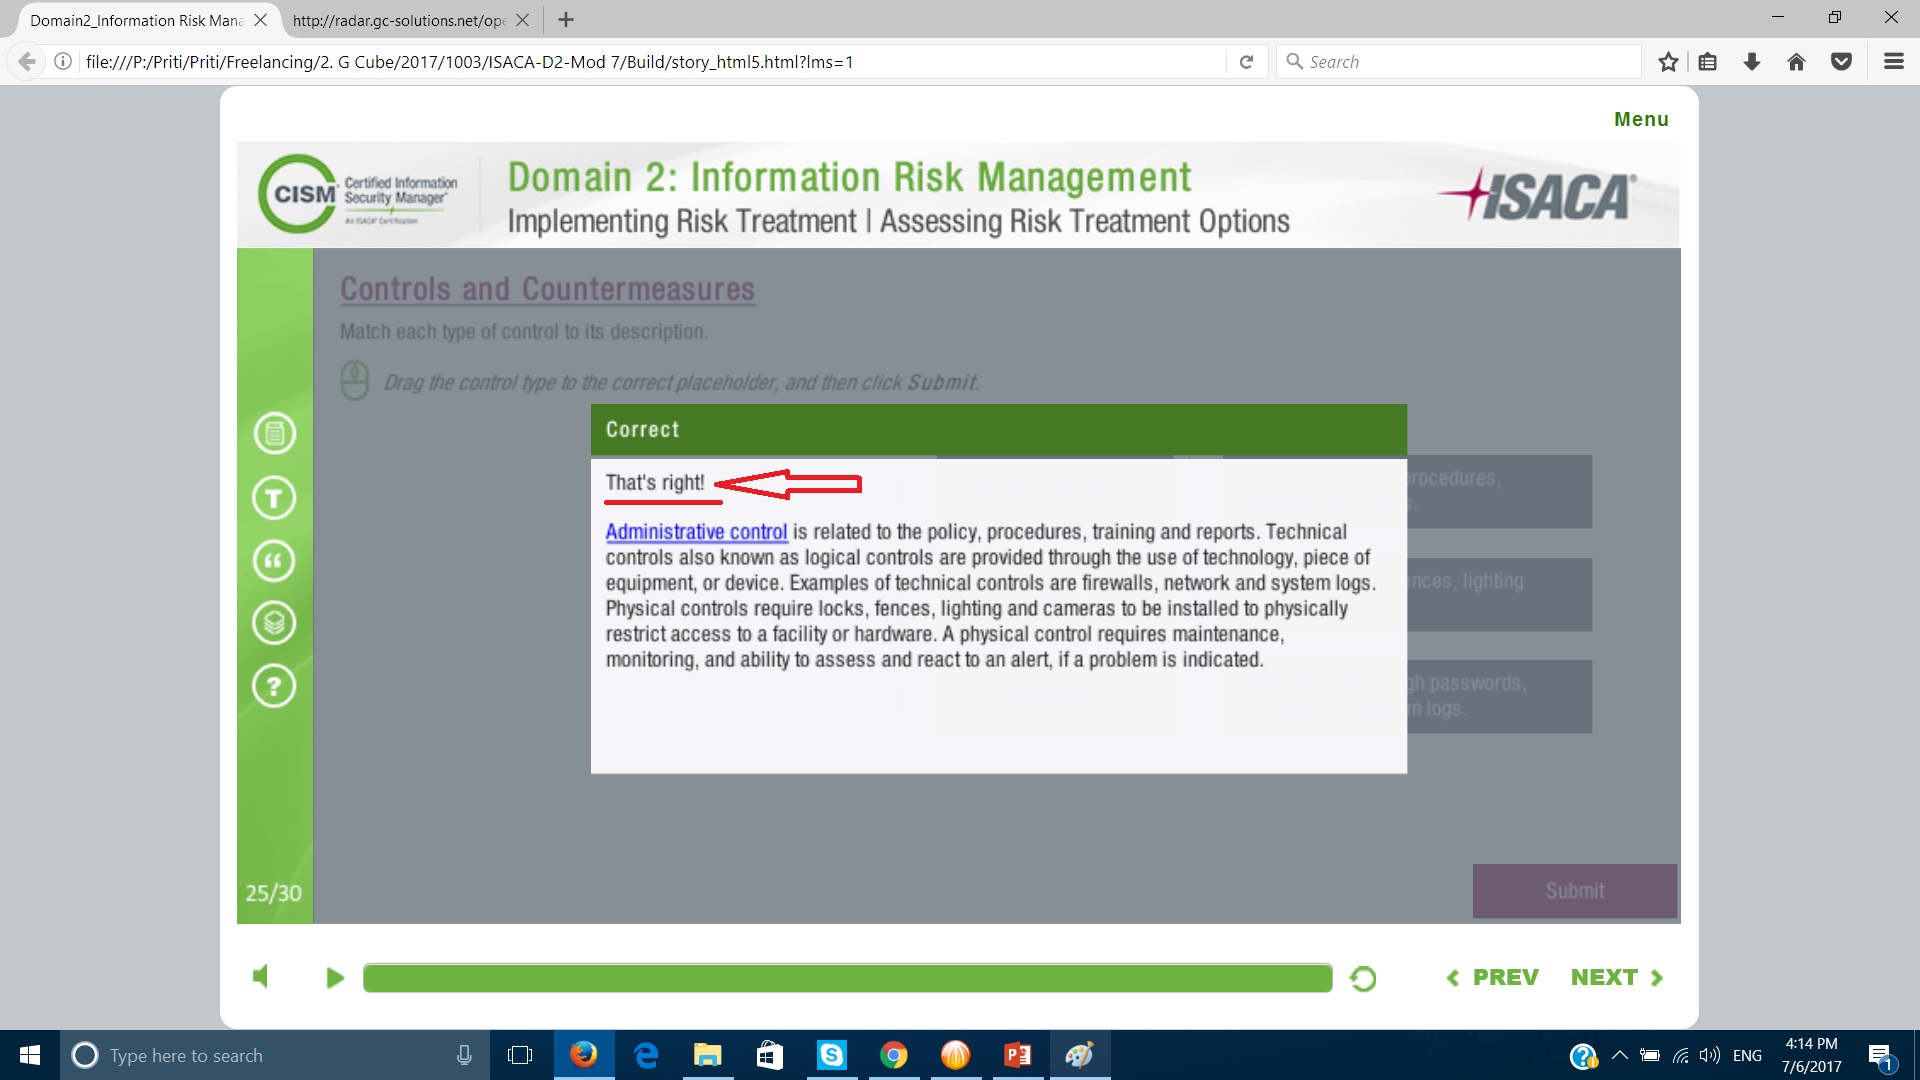 Domain2_Information Risk Mana
http://radar.gc-solutions.net/ope
file:///P:/Priti/Priti/Freelancing/2. G Cube/2017/1003/ISACA-D2-Mod 7/Build/story_html5.html?lms=1
Search
Menu
CISM
Certified Information
Security Manager®
An ISACA® Certification
Domain 2: Information Risk Management
Implementing Risk Treatment | Assessing Risk Treatment Options
ISACA®
Controls and Countermeasures
Match each type of control to its description.
Drag the control type to the correct placeholder, and then click Submit.
Correct
That's right!
Administrative control is related to the policy, procedures, training and reports. Technical
controls also known as logical controls are provided through the use of technology, piece of
equipment, or device. Examples of technical controls are firewalls, network and system logs.
Physical controls require locks, fences, lighting and cameras to be installed to physically
restrict access to a facility or hardware. A physical control requires maintenance,
monitoring, and ability to assess and react to an alert, if a problem is indicated.
procedures,
fences, lighting
passwords,
logs.
T
?
25/30
Submit
PREV
NEXT
Type here to search
ENG
4:14 PM
7/6/2017
1